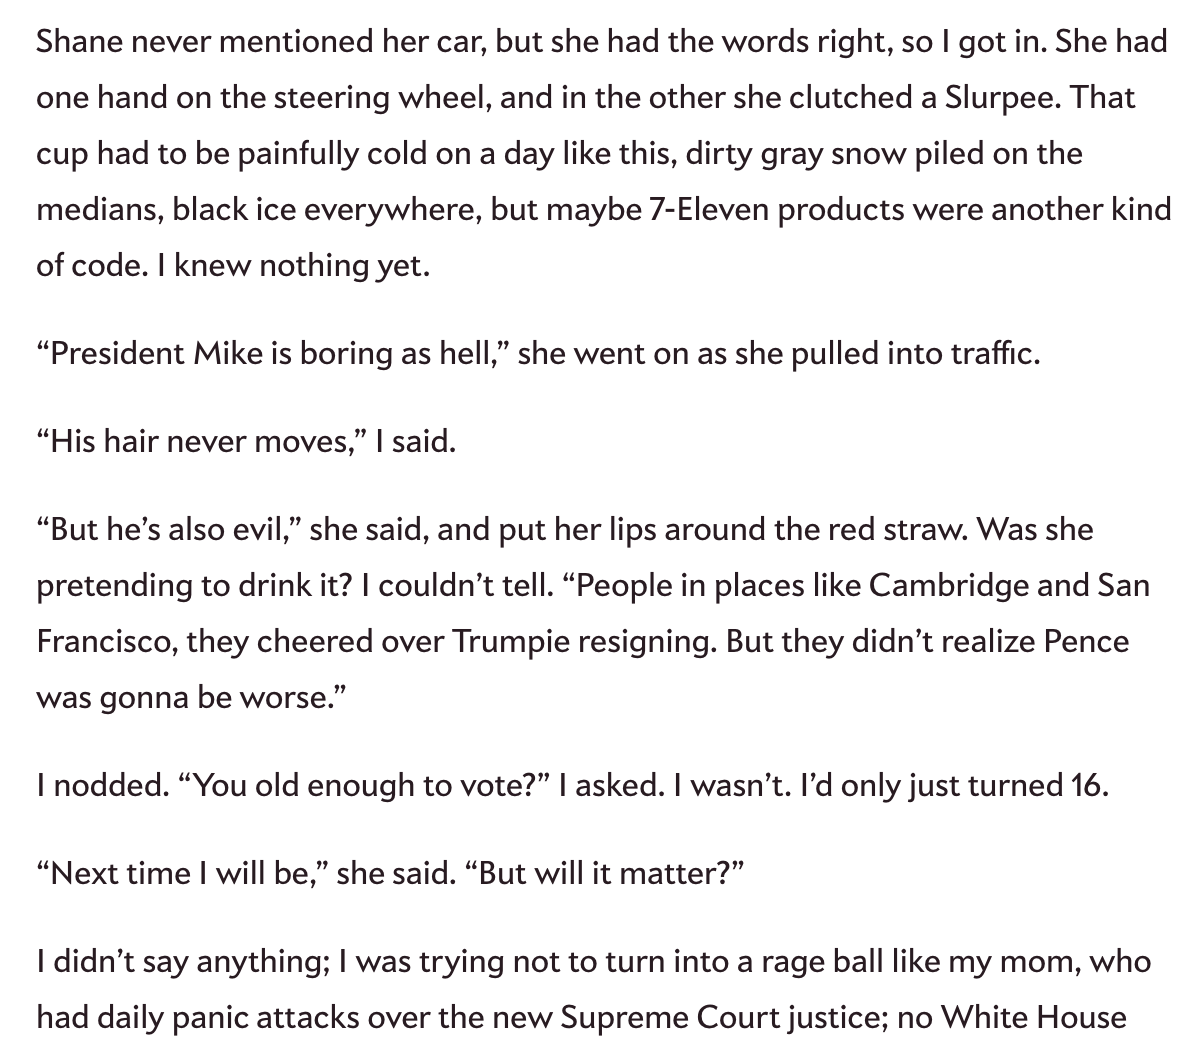 Shane never mentioned her car, but she had the words right, so I got in. She had
one hand on the steering wheel, and in the other she clutched a Slurpee. That
cup had to be painfully cold on a day like this, dirty gray snow piled on the
medians, black ice everywhere, but maybe 7-Eleven products were another kind
of code. I knew nothing yet.
“President Mike is boring as hell,” she went on as she pulled into traffic.
“His hair never moves,” I said.
“But he’s also evil,” she said, and put her lips around the red straw. Was she
pretending to drink it? I couldn’t tell. “People in places like Cambridge and San
Francisco, they cheered over Trumpie resigning. But they didn’t realize Pence
was gonna be worse.”
I nodded. “You old enough to vote?” I asked. I wasn’t. I’d only just turned 16.
“Next time I will be,” she said. “But will it matter?”
I didn’t say anything; I was trying not to turn into a rage ball like my mom, who
had daily panic attacks over the new Supreme Court justice; no White House